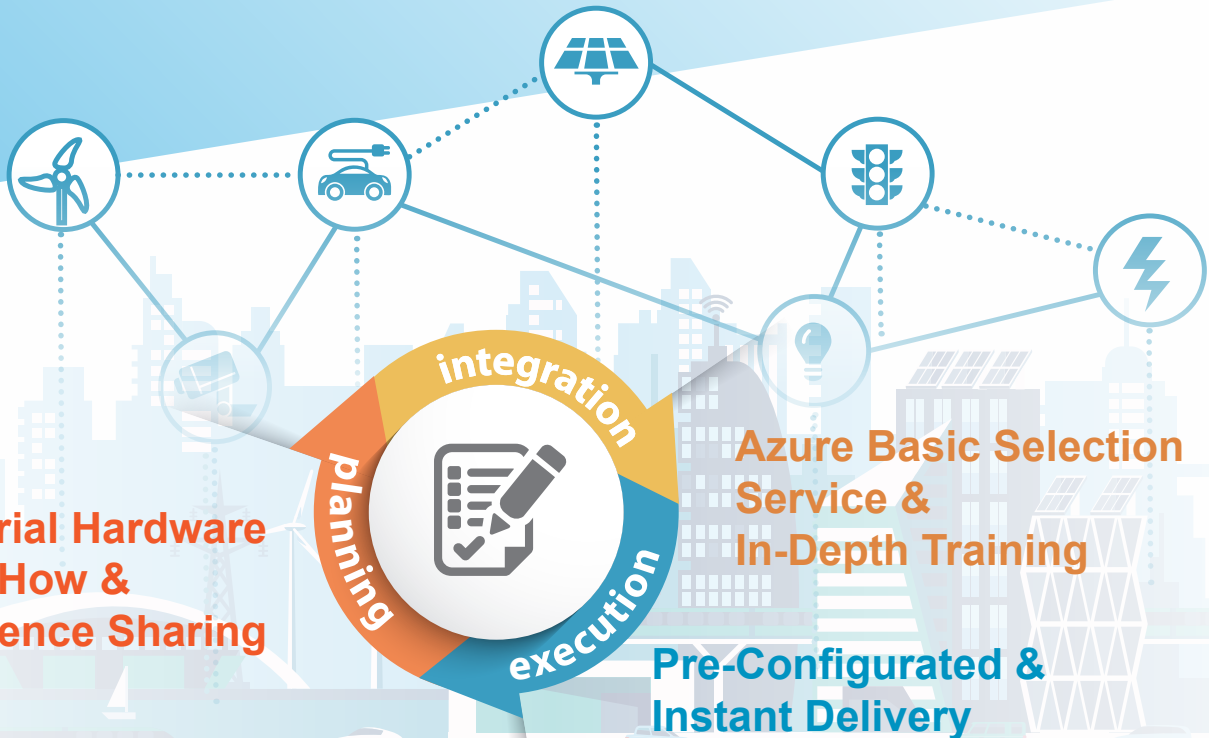 integration
planning
execution
Azure Basic Selection
Service &
In-Depth Training
rial Hardware
How &
ence Sharing
Pre-Configurated &
Instant Delivery